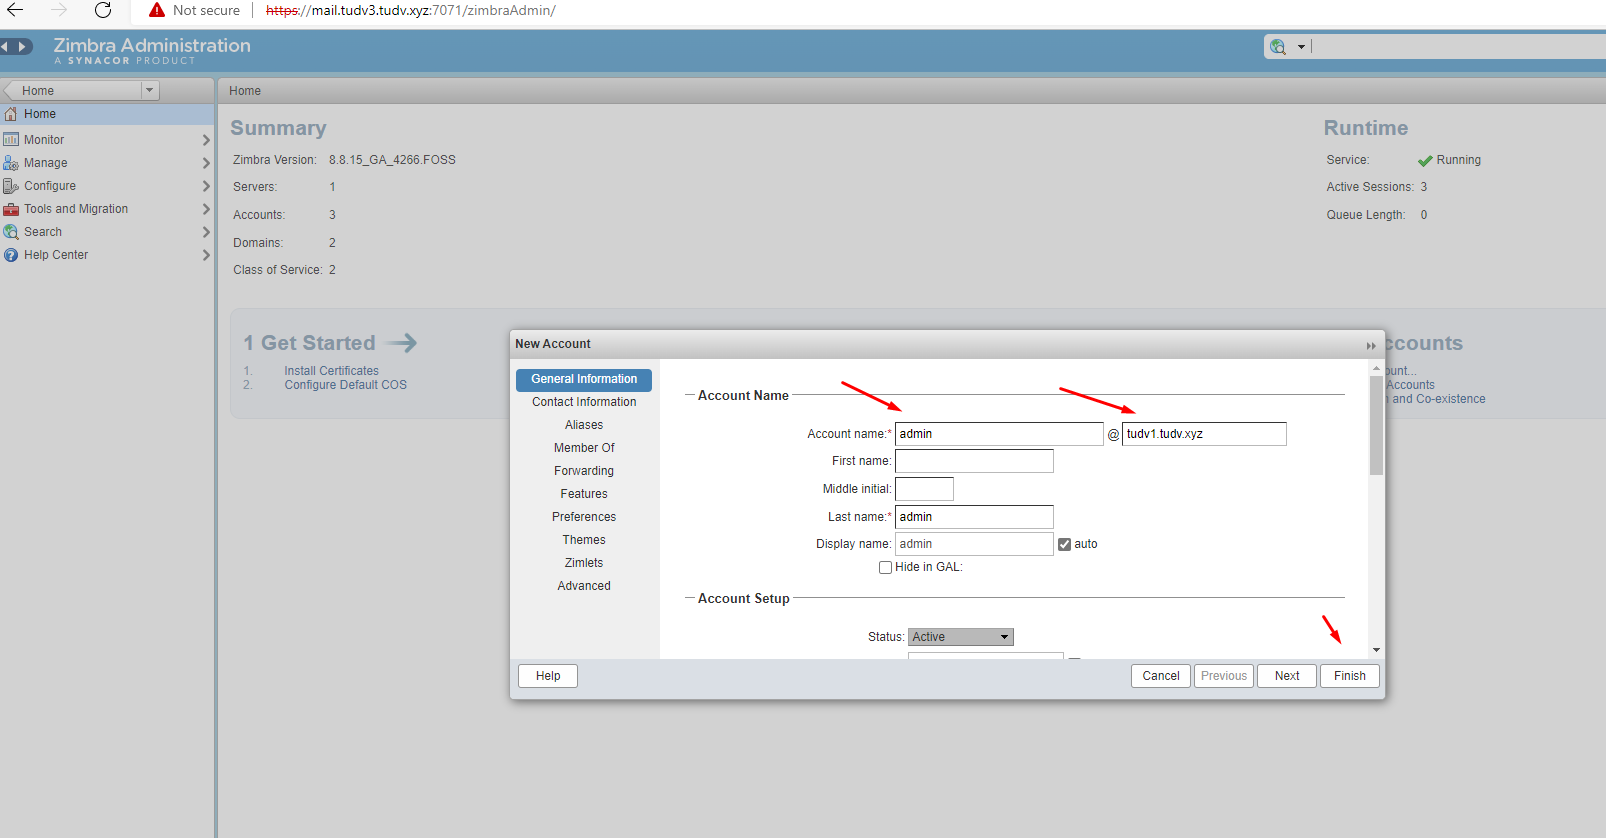 Not secure https://mail.tudv3.tudv.xyz:7071/zimbraAdmin/
Zimbra Administration
A SYNACOR PRODUCT
Home
Home
Monitor
Manage
Configure
Tools and Migration
Search
Help Center
Home
Summary
Zimbra Version: 8.8.15_GA_4266.FOSS
Servers: 1
Accounts: 3
Domains: 2
Class of Service: 2
Runtime
Service: Running
Active Sessions: 3
Queue Length: 0
1 Get Started
1. Install Certificates
2. Configure Default COS
ccounts
ount...
Accounts
n and Co-existence
New Account
General Information
Contact Information
Aliases
Member Of
Forwarding
Features
Preferences
Themes
Zimlets
Advanced
Account Name
Account name:* admin @ tudv1.tudv.xyz
First name:
Middle initial:
Last name:* admin
Display name: admin auto
Hide in GAL:
Account Setup
Status: Active
Help Cancel Previous Next Finish